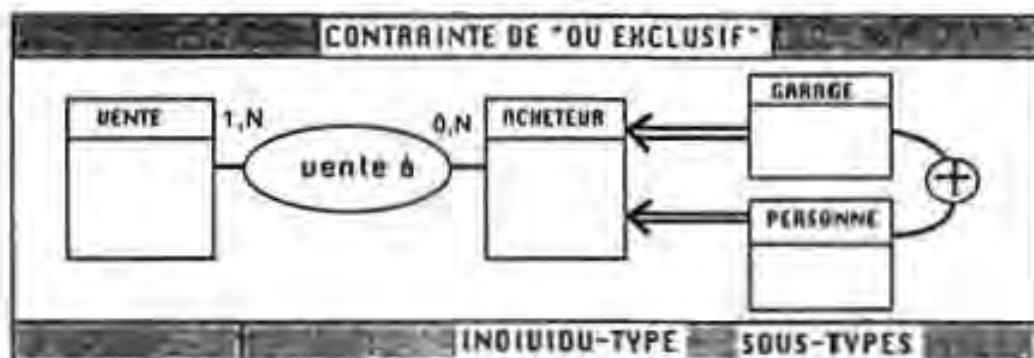 CONTRAINTE DE "OU EXCLUSIF"
VENTE
1,N
vente à
0,N
ACHETEUR
GARAGE
PERSONNE
INDIVIDU-TYPE
SOUS-TYPES